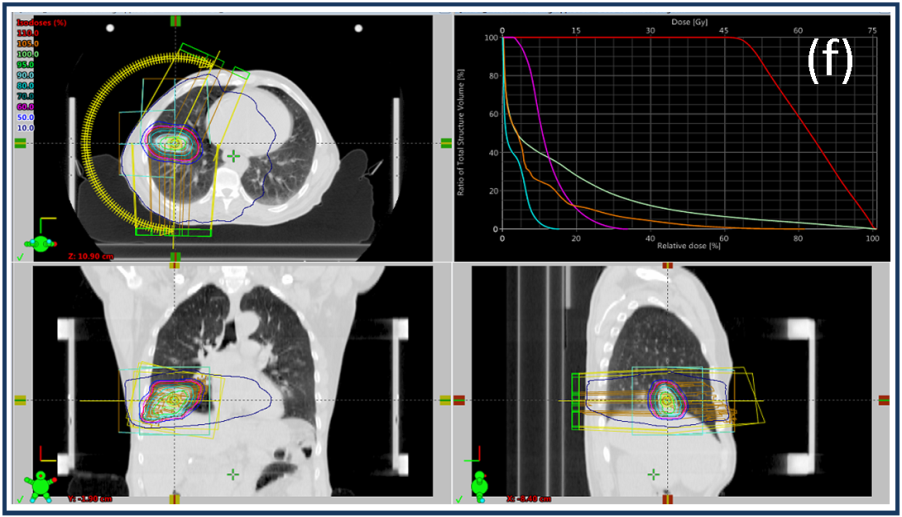 Isodoses (%)
110.0
105.0
100.0
95.0
90.0
80.0
70.0
60.0
50.0
10.0
Z: 10.90 cm
Dose [Gy]
0 15 30 45 60 75
(f)
Ratio of Total Structure Volume [%]
100
80
60
40
20
0
0 20 40 60 80 100
Relative dose [%]